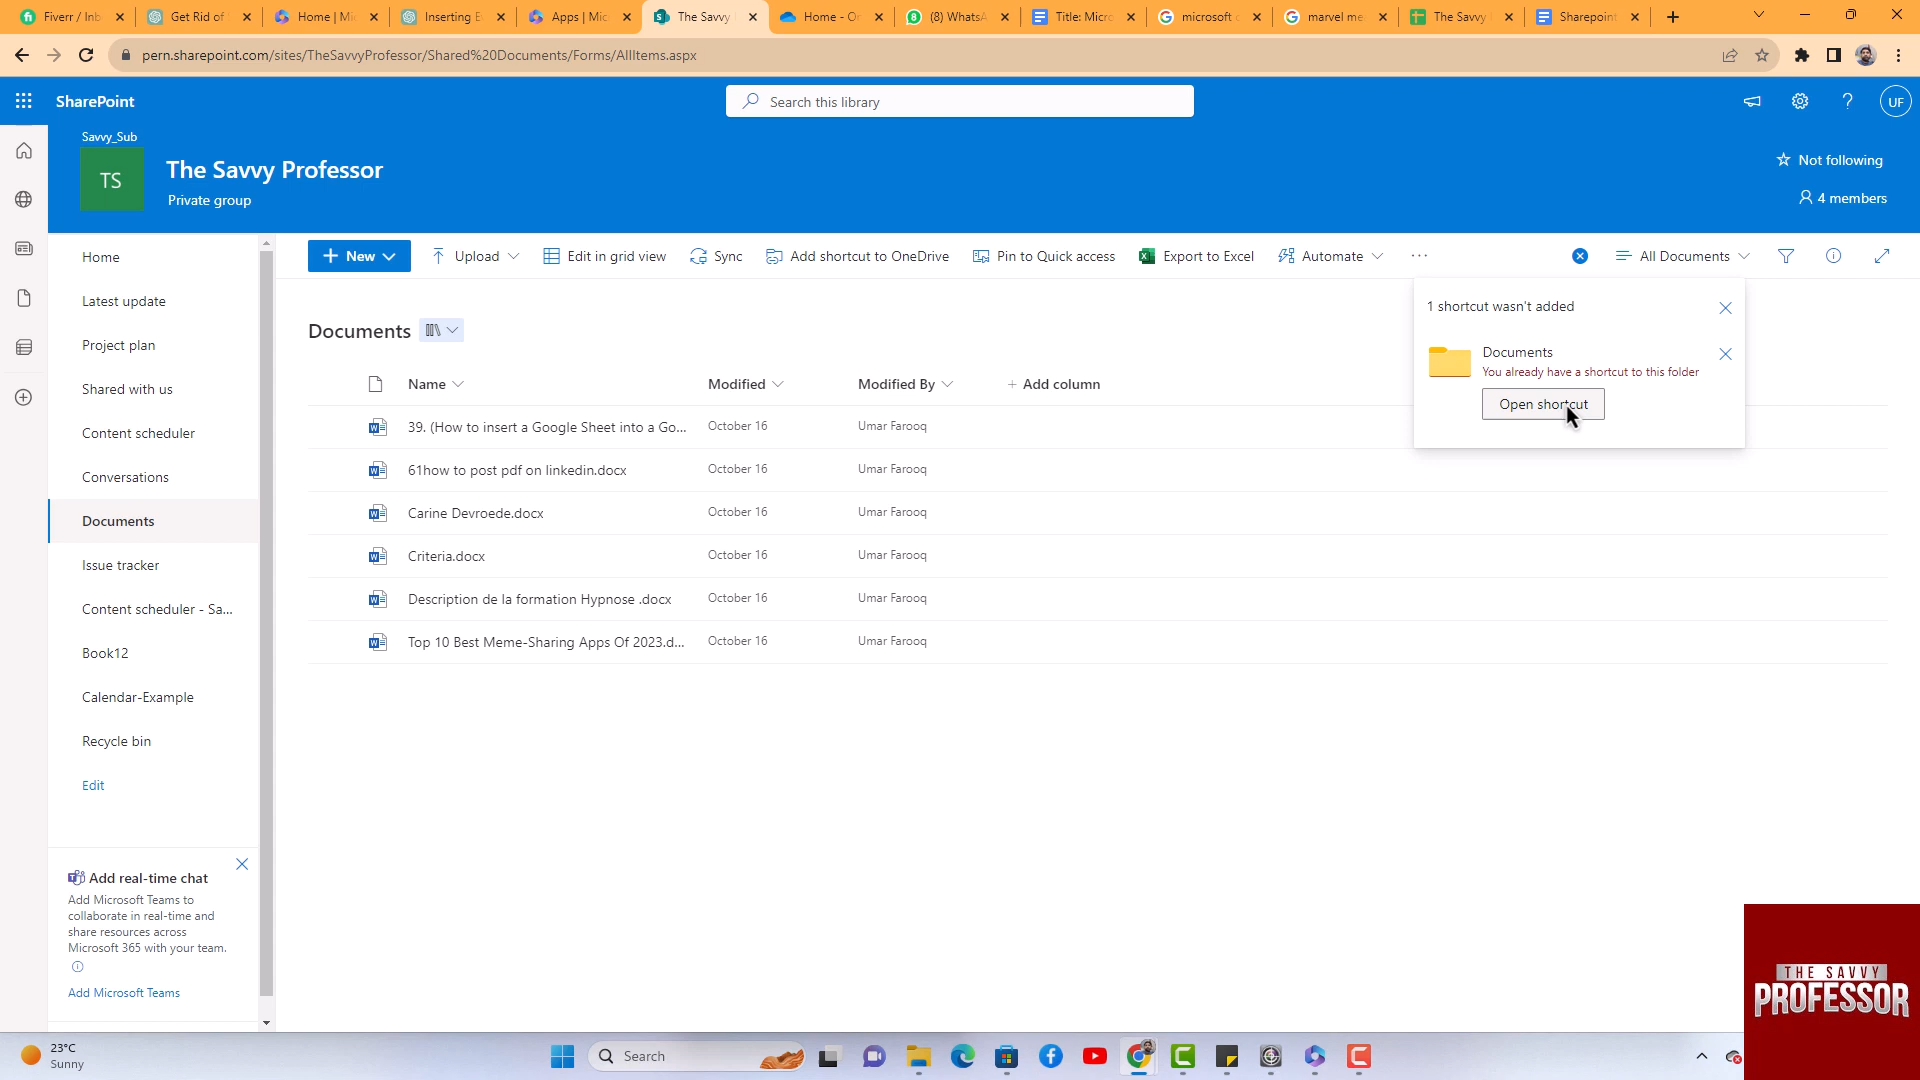 Fiverr / Inb
Get Rid of
Home | Mi
Inserting E
Apps | Mic
The Savvy
Home - On
(8) WhatsA
Title: Micro
microsoft o
marvel me
The Savvy
Sharepoint
pern.sharepoint.com/sites/TheSavvyProfessor/Shared%20Documents/Forms/AllItems.aspx
SharePoint
Search this library
UF
Savvy_Sub
TS
The Savvy Professor
Private group
Not following
4 members
Home
Latest update
Project plan
Shared with us
Content scheduler
Conversations
Documents
Issue tracker
Content scheduler - Sa...
Book12
Calendar-Example
Recycle bin
Edit
New
Upload
Edit in grid view
Sync
Add shortcut to OneDrive
Pin to Quick access
Export to Excel
Automate
...
All Documents
Documents
Name
Modified
Modified By
+ Add column
39. (How to insert a Google Sheet into a Go...
October 16
Umar Farooq
61how to post pdf on linkedin.docx
October 16
Umar Farooq
Carine Devroede.docx
October 16
Umar Farooq
Criteria.docx
October 16
Umar Farooq
Description de la formation Hypnose .docx
October 16
Umar Farooq
Top 10 Best Meme-Sharing Apps Of 2023.d...
October 16
Umar Farooq
1 shortcut wasn't added
Documents
You already have a shortcut to this folder
Open shortcut
Add real-time chat
Add Microsoft Teams to
collaborate in real-time and
share resources across
Microsoft 365 with your team.
Add Microsoft Teams
THE SAVVY
PROFESSOR
23°C
Sunny
Search